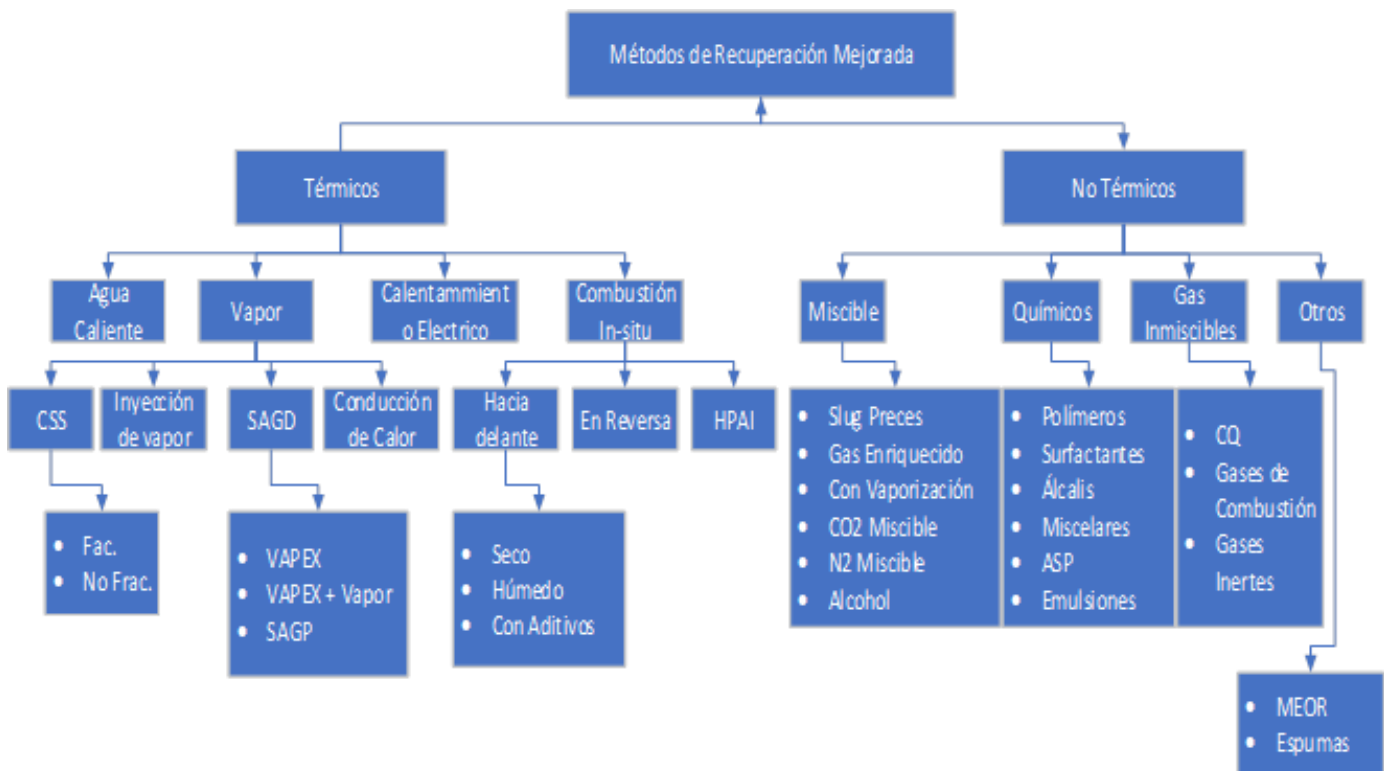 Métodos de Recuperación Mejorada
Térmicos
No Térmicos
Agua
Caliente
Vapor
Calentammient
o Electrico
Combustión
In-situ
Miscible
Químicos
Gas
Inmiscibles
Otros
CSS
Inyección
de vapor
SAGD
Conducción
de Calor
Hacia
delante
En Reversa
HPAI
• Slug Preces
• Gas Enriquecido
• Con Vaporización
• CO2 Miscible
• N2 Miscible
• Alcohol
• Polímeros
• Surfactantes
• Álcalis
• Miscelares
• ASP
• Emulsiones
• CQ
• Gases de
Combustión
• Gases
Inertes
• Fac.
• No Frac.
• VAPEX
• VAPEX + Vapor
• SAGP
• Seco
• Húmedo
• Con Aditivos
• MEOR
• Espumas